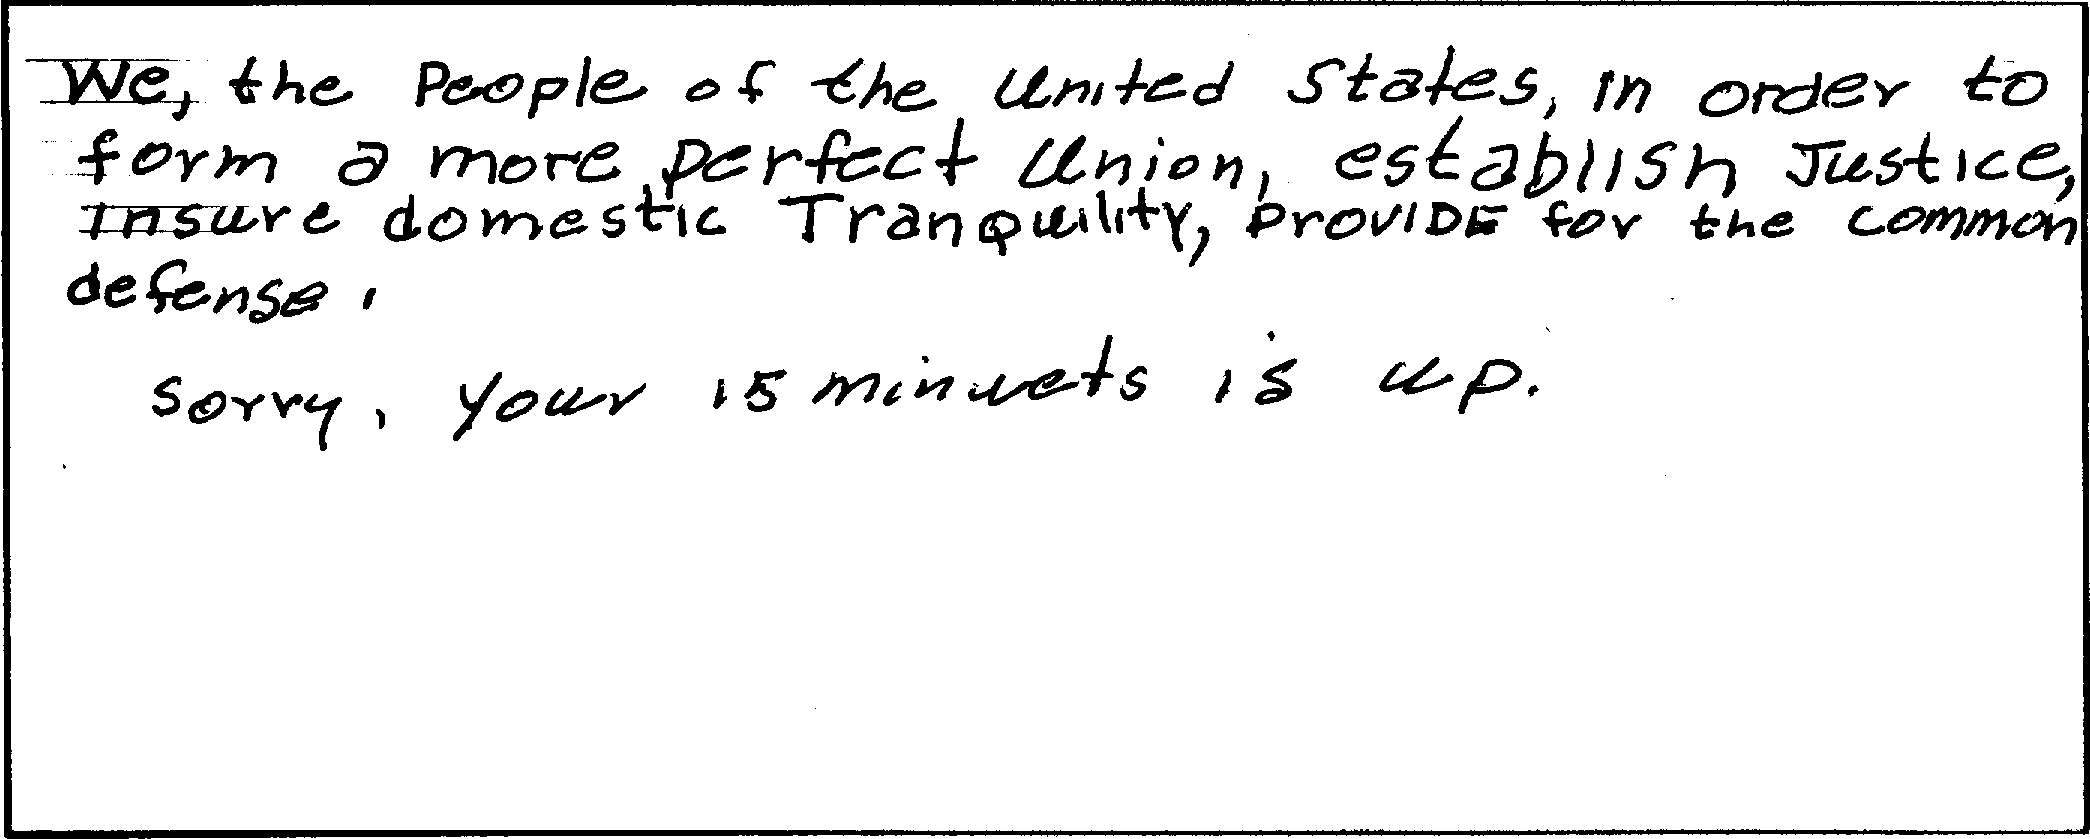 We, the People of the United States, in order to
form a more perfect Union, establish Justice,
Insure domestic Tranquility, PROVIDE for the common
defense,
Sorry, your 15 minuets is up.